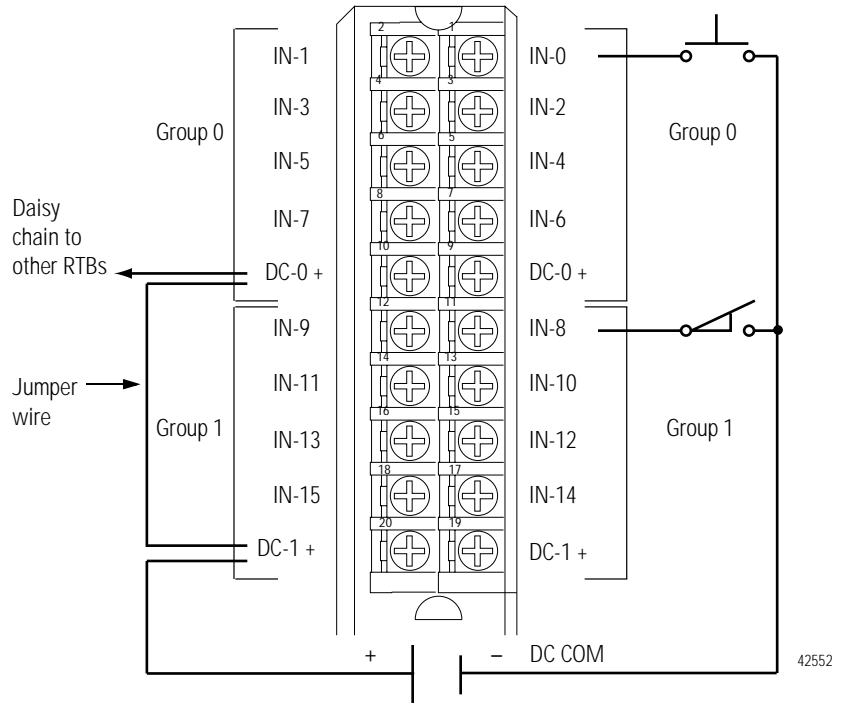 2 1
IN-1 IN-0
4 3
IN-3 IN-2
Group 0 Group 0
6 5
IN-5 IN-4
8 7
Daisy
chain to
other RTBs
IN-7 IN-6
10 9
DC-0 + DC-0 +
12 11
IN-9 IN-8
14 13
Jumper
wire
IN-11 IN-10
16 15
Group 1 Group 1
IN-13 IN-12
18 17
IN-15 IN-14
20 19
DC-1 + DC-1 +
+ − DC COM
42552